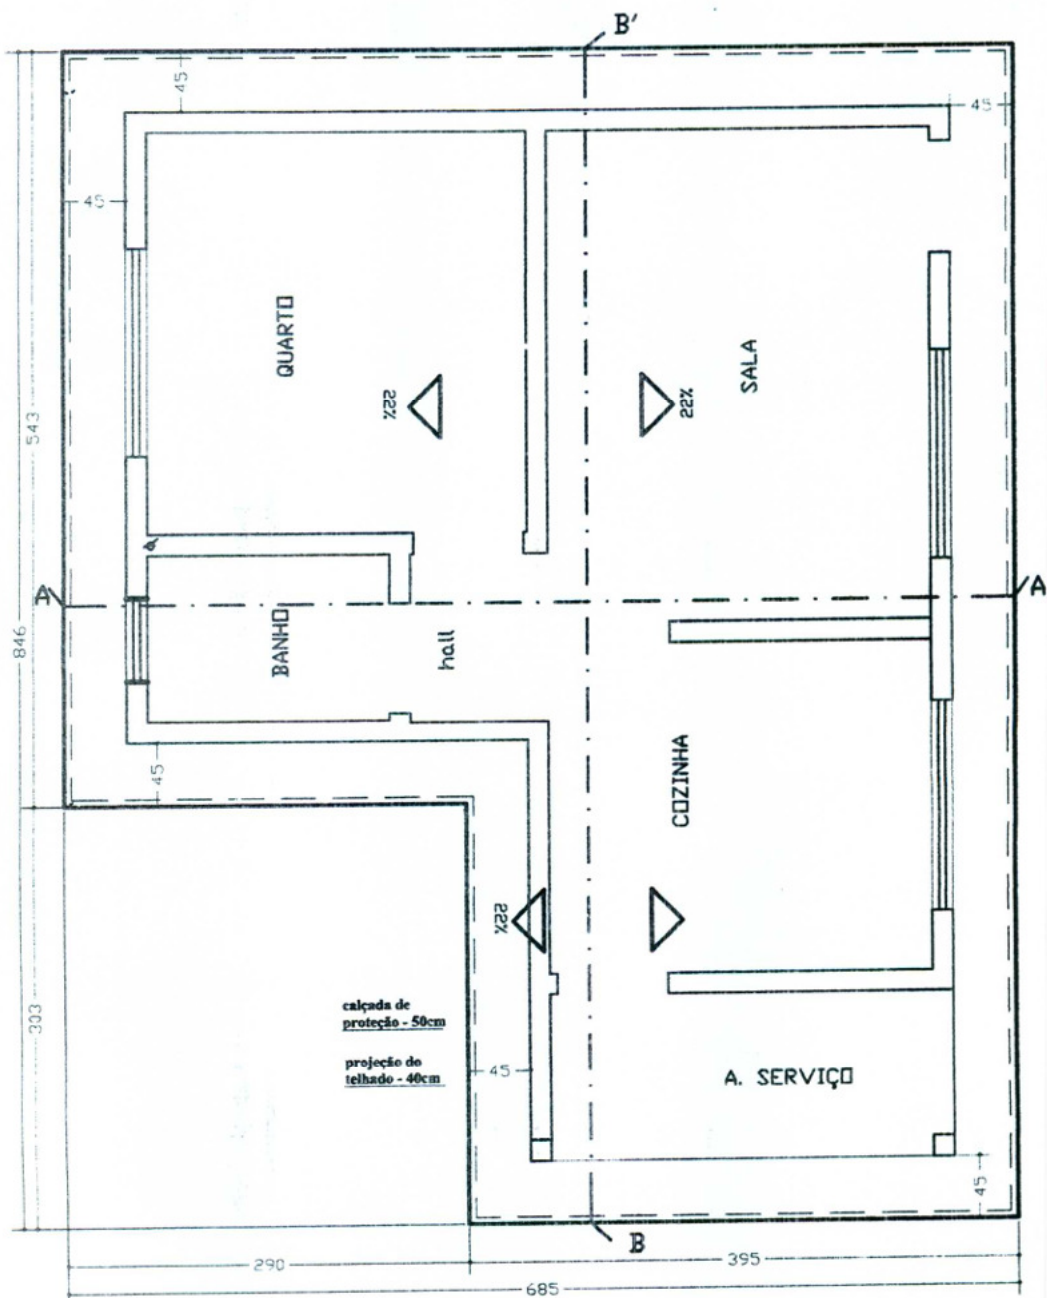 B'
45
45
45
QUARTO
SALA
22%
22%
543
846
A
A
BANHO
hall
45
COZINHA
22%
303
calçada de
proteção - 50cm
projeção do
telhado - 40cm
45
A. SERVIÇO
45
B
290
395
685